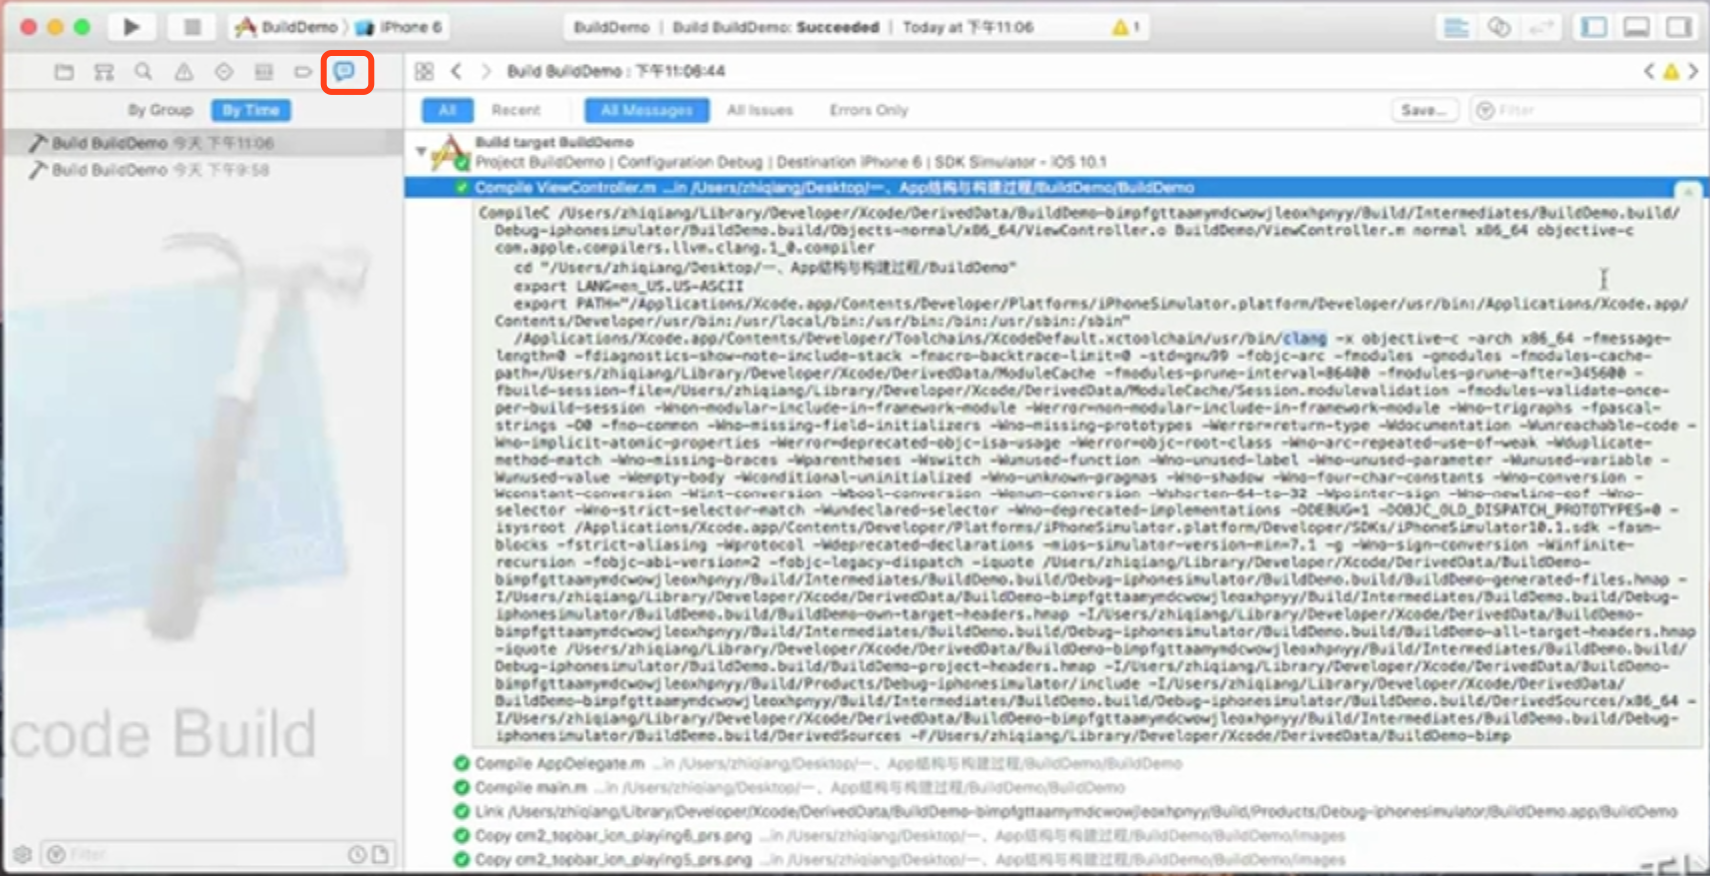 BuildDemo 〉 iPhone 6
BuildDemo | Build BuildDemo: Succeeded | Today at 下午11:06
1
Build BuildDemo : 下午11:06:44
By Group By Time
All Recent All Messages All Issues Errors Only Save... Filter
Build BuildDemo 今天 下午11:06
Build BuildDemo 今天 下午9:58
code Build
Filter
Build target BuildDemo
Project BuildDemo | Configuration Debug | Destination iPhone 6 | SDK Simulator - iOS 10.1
Compile ViewController.m ...in /Users/zhiqiang/Desktop/一、App结构与构建过程/BuildDemo/BuildDemo
CompileC /Users/zhiqiang/Library/Developer/Xcode/DerivedData/BuildDemo-bimpfgttaamymdcwowjleoxhpnyy/Build/Intermediates/BuildDemo.build/
Debug-iphonesimulator/BuildDemo.build/Objects-normal/x86_64/ViewController.o BuildDemo/ViewController.m normal x86_64 objective-c
com.apple.compilers.llvm.clang.1_0.compiler
cd "/Users/zhiqiang/Desktop/一、App结构与构建过程/BuildDemo"
export LANG=en_US.US-ASCII
export PATH="/Applications/Xcode.app/Contents/Developer/Platforms/iPhoneSimulator.platform/Developer/usr/bin:/Applications/Xcode.app/
Contents/Developer/usr/bin:/usr/local/bin:/usr/bin:/bin:/usr/sbin:/sbin"
/Applications/Xcode.app/Contents/Developer/Toolchains/XcodeDefault.xctoolchain/usr/bin/clang -x objective-c -arch x86_64 -fmessage-
length=0 -fdiagnostics-show-note-include-stack -fmacro-backtrace-limit=0 -std=gnu99 -fobjc-arc -fmodules -gmodules -fmodules-cache-
path=/Users/zhiqiang/Library/Developer/Xcode/DerivedData/ModuleCache -fmodules-prune-interval=86400 -fmodules-prune-after=345600 -
fbuild-session-file=/Users/zhiqiang/Library/Developer/Xcode/DerivedData/ModuleCache/Session.modulevalidation -fmodules-validate-once-
per-build-session -Wnon-modular-include-in-framework-module -Werror=non-modular-include-in-framework-module -Wno-trigraphs -fpascal-
strings -O0 -fno-common -Wno-missing-field-initializers -Wno-missing-prototypes -Werror=return-type -Wdocumentation -Wunreachable-code -
Wno-implicit-atomic-properties -Werror=deprecated-objc-isa-usage -Werror=objc-root-class -Wno-arc-repeated-use-of-weak -Wduplicate-
method-match -Wno-missing-braces -Wparentheses -Wswitch -Wunused-function -Wno-unused-label -Wno-unused-parameter -Wunused-variable -
Wunused-value -Wempty-body -Wconditional-uninitialized -Wno-unknown-pragmas -Wno-shadow -Wno-four-char-constants -Wno-conversion -
Wconstant-conversion -Wint-conversion -Wbool-conversion -Wenum-conversion -Wshorten-64-to-32 -Wpointer-sign -Wno-newline-eof -Wno-
selector -Wno-strict-selector-match -Wundeclared-selector -Wno-deprecated-implementations -DDEBUG=1 -DOBJC_OLD_DISPATCH_PROTOTYPES=0 -
isysroot /Applications/Xcode.app/Contents/Developer/Platforms/iPhoneSimulator.platform/Developer/SDKs/iPhoneSimulator10.1.sdk -fasm-
blocks -fstrict-aliasing -Wprotocol -Wdeprecated-declarations -mios-simulator-version-min=7.1 -g -Wno-sign-conversion -Winfinite-
recursion -fobjc-abi-version=2 -fobjc-legacy-dispatch -iquote /Users/zhiqiang/Library/Developer/Xcode/DerivedData/BuildDemo-
bimpfgttaamymdcwowjleoxhpnyy/Build/Intermediates/BuildDemo.build/Debug-iphonesimulator/BuildDemo.build/BuildDemo-generated-files.hmap -
I/Users/zhiqiang/Library/Developer/Xcode/DerivedData/BuildDemo-bimpfgttaamymdcwowjleoxhpnyy/Build/Intermediates/BuildDemo.build/Debug-
iphonesimulator/BuildDemo.build/BuildDemo-own-target-headers.hmap -I/Users/zhiqiang/Library/Developer/Xcode/DerivedData/BuildDemo-
bimpfgttaamymdcwowjleoxhpnyy/Build/Intermediates/BuildDemo.build/Debug-iphonesimulator/BuildDemo.build/BuildDemo-all-target-headers.hmap
-iquote /Users/zhiqiang/Library/Developer/Xcode/DerivedData/BuildDemo-bimpfgttaamymdcwowjleoxhpnyy/Build/Intermediates/BuildDemo.build/
Debug-iphonesimulator/BuildDemo.build/BuildDemo-project-headers.hmap -I/Users/zhiqiang/Library/Developer/Xcode/DerivedData/BuildDemo-
bimpfgttaamymdcwowjleoxhpnyy/Build/Products/Debug-iphonesimulator/include -I/Users/zhiqiang/Library/Developer/Xcode/DerivedData/
BuildDemo-bimpfgttaamymdcwowjleoxhpnyy/Build/Intermediates/BuildDemo.build/Debug-iphonesimulator/BuildDemo.build/DerivedSources/x86_64 -
I/Users/zhiqiang/Library/Developer/Xcode/DerivedData/BuildDemo-bimpfgttaamymdcwowjleoxhpnyy/Build/Intermediates/BuildDemo.build/Debug-
iphonesimulator/BuildDemo.build/DerivedSources -F/Users/zhiqiang/Library/Developer/Xcode/DerivedData/BuildDemo-bimp
Compile AppDelegate.m ...in /Users/zhiqiang/Desktop/一、App结构与构建过程/BuildDemo/BuildDemo
Compile main.m ...in /Users/zhiqiang/Desktop/一、App结构与构建过程/BuildDemo/BuildDemo
Link /Users/zhiqiang/Library/Developer/Xcode/DerivedData/BuildDemo-bimpfgttaamymdcwowjleoxhpnyy/Build/Products/Debug-iphonesimulator/BuildDemo.app/BuildDemo
Copy cm2_topbar_icn_playing6_prs.png ...in /Users/zhiqiang/Desktop/一、App结构与构建过程/BuildDemo/BuildDemo/images
Copy cm2_topbar_icn_playing5_prs.png ...in /Users/zhiqiang/Desktop/一、App结构与构建过程/BuildDemo/BuildDemo/images